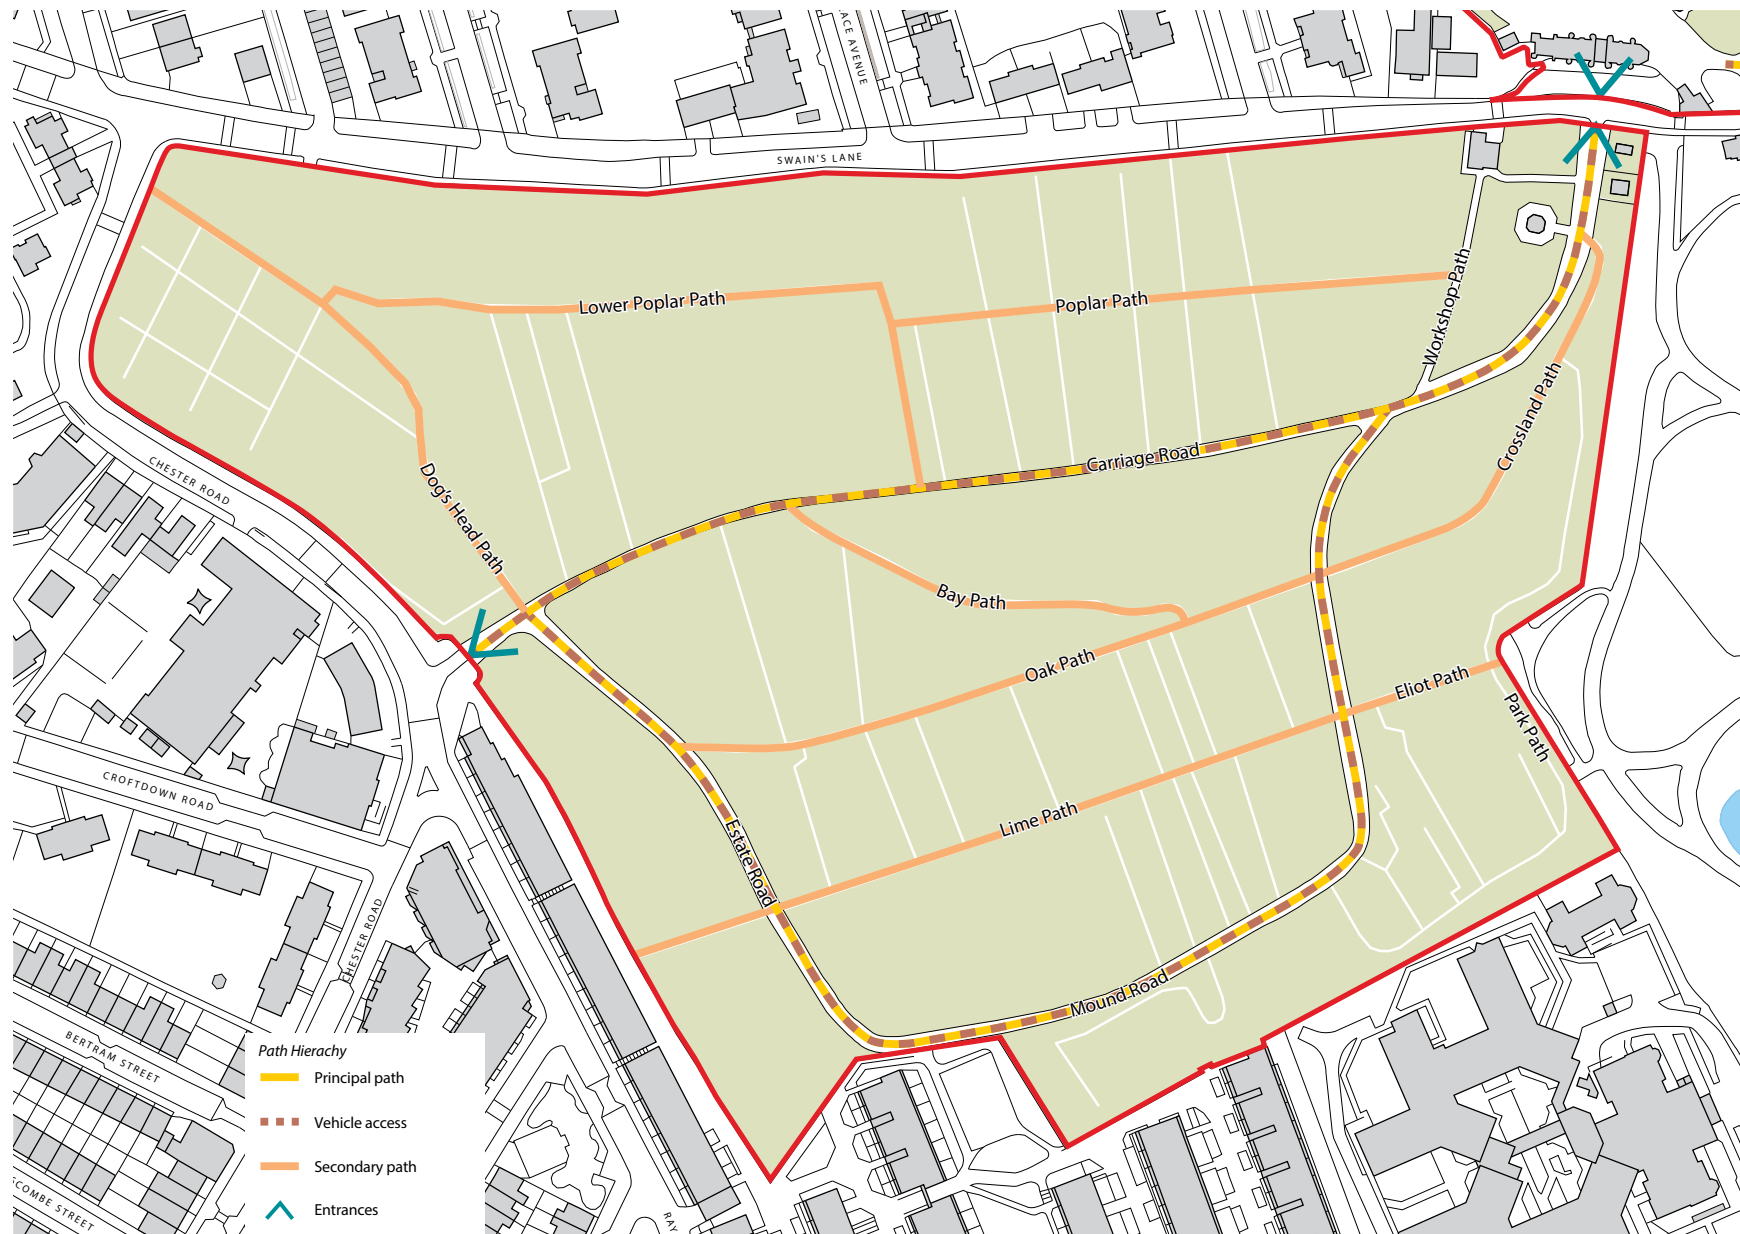 ACE AVENUE
SWAIN'S LANE
Lower Poplar Path
Poplar Path
Workshop Path
Crossland Path
Carriage Road
Dog's Head Path
CHESTER ROAD
Bay Path
Oak Path
Eliot Path
Park Path
CROFTDOWN ROAD
Lime Path
Estate Road
CHESTER ROAD
Mound Road
BERTRAM STREET
SCOMBE STREET
RAY
Path Hierachy
Principal path
Vehicle access
Secondary path
Entrances